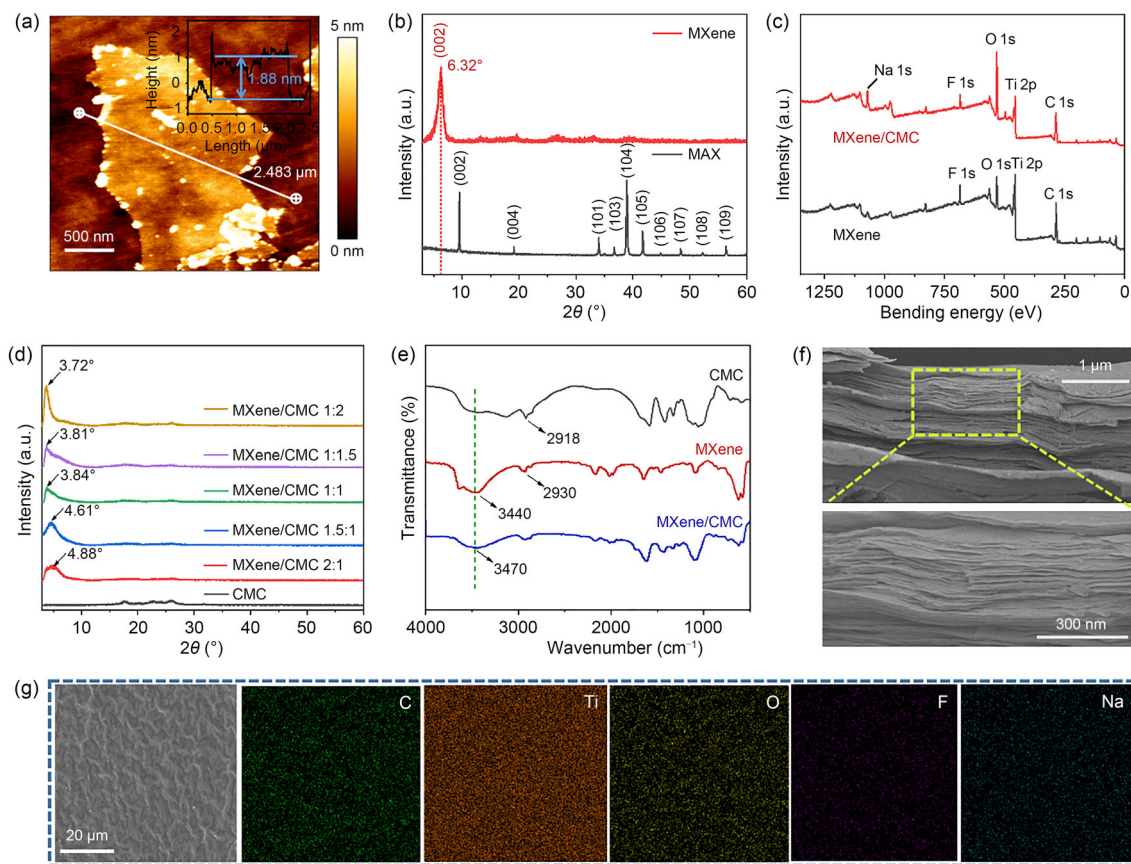 (a)
5 nm
0 nm
Height (nm)
2
1
0
-1
1.88 nm
0.0 0.5 1.0 1.5 2.0 2.5
Length (μm)
2.483 μm
500 nm
(b)
Intensity (a.u.)
(002)
6.32°
MXene
MAX
(002)
(004)
(101)
(103)
(104)
(105)
(106)
(107)
(108)
(109)
10 20 30 40 50 60
2θ (°)
(c)
Intensity (a.u.)
Na 1s
F 1s
O 1s
Ti 2p
C 1s
MXene/CMC
F 1s
O 1s
Ti 2p
C 1s
MXene
1250 1000 750 500 250 0
Bending energy (eV)
(d)
Intensity (a.u.)
3.72°
MXene/CMC 1:2
3.81°
MXene/CMC 1:1.5
3.84°
MXene/CMC 1:1
4.61°
MXene/CMC 1.5:1
4.88°
MXene/CMC 2:1
CMC
10 20 30 40 50 60
2θ (°)
(e)
Transmittance (%)
CMC
2918
MXene
2930
3440
MXene/CMC
3470
4000 3000 2000 1000
Wavenumber (cm⁻¹)
(f)
1 μm
300 nm
(g)
20 μm
C
Ti
O
F
Na